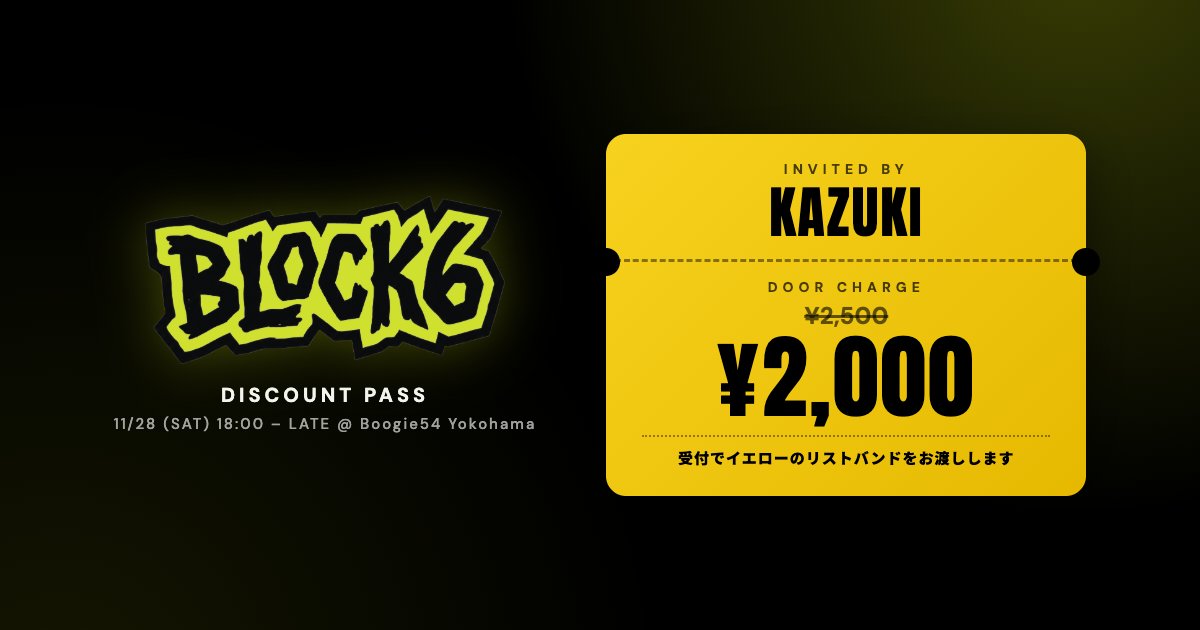 BLOCK6
DISCOUNT PASS
11/28 (SAT) 18:00 – LATE @ Boogie54 Yokohama
INVITED BY
KAZUKI
DOOR CHARGE
¥2,500
¥2,000
受付でイエローのリストバンドをお渡しします